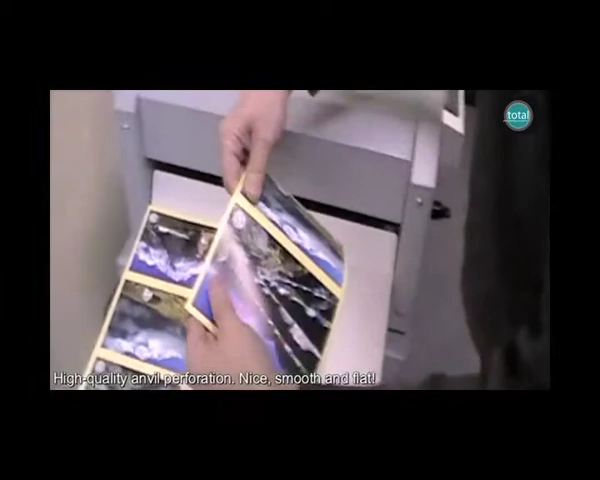 total
High-quality anvil perforation. Nice, smooth and flat!